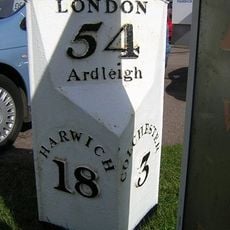 LONDON
54
Ardleigh
HARWICH
18
COLCHESTER
3